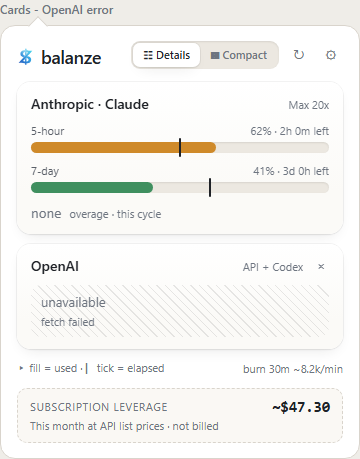 Cards - OpenAI error
balanze
Details Compact
Anthropic · Claude Max 20x
5-hour 62% · 2h 0m left
7-day 41% · 3d 0h left
none overage · this cycle
OpenAI API + Codex ×
unavailable
fetch failed
fill = used · | tick = elapsed burn 30m ~8.2k/min
SUBSCRIPTION LEVERAGE ~$47.30
This month at API list prices · not billed